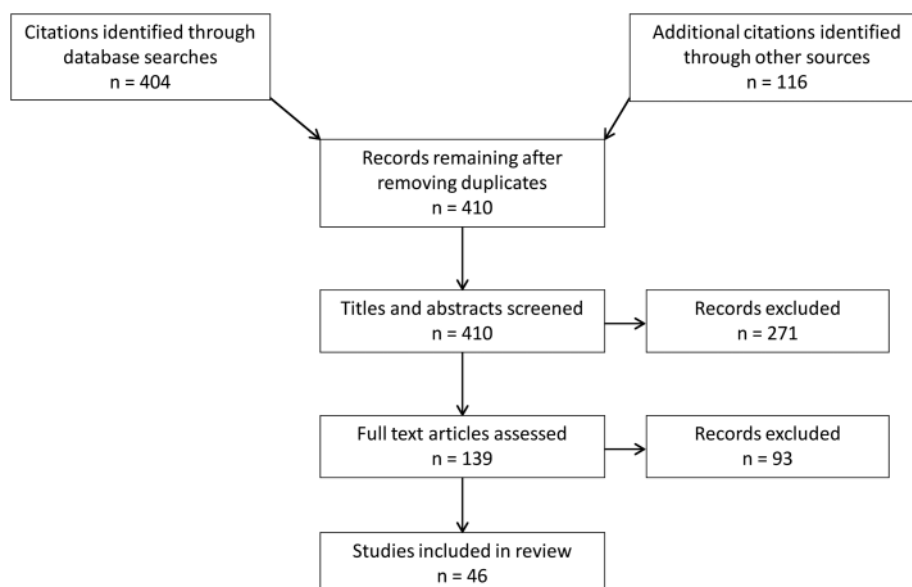 Citations identified through
database searches
n = 404
Additional citations identified
through other sources
n = 116
Records remaining after
removing duplicates
n = 410
Titles and abstracts screened
n = 410
Records excluded
n = 271
Full text articles assessed
n = 139
Records excluded
n = 93
Studies included in review
n = 46